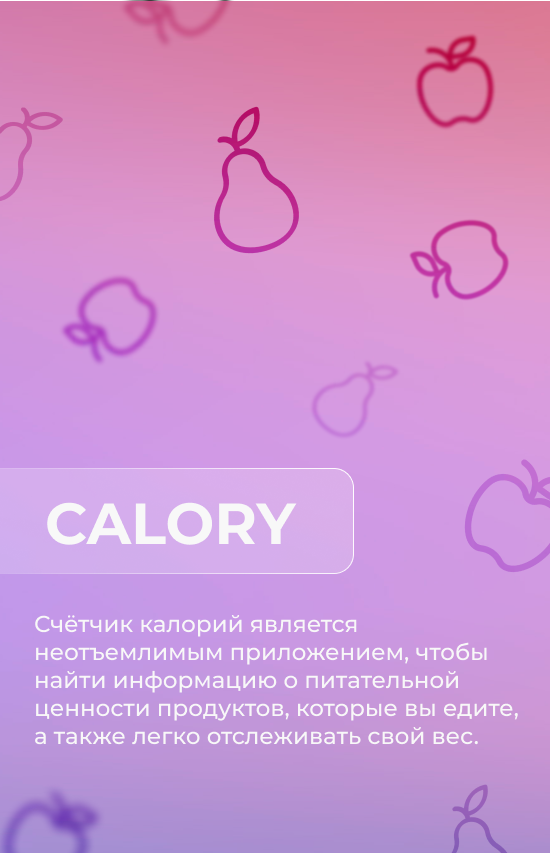 CALORY
Счётчик калорий является
неотъемлимым приложением, чтобы
найти информацию о питательной
ценности продуктов, которые вы едите,
а также легко отслеживать свой вес.